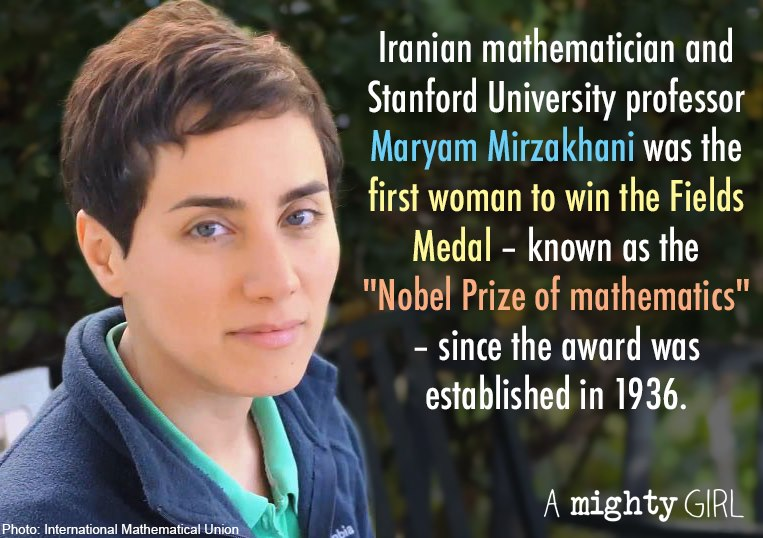 Iranian mathematician and
Stanford University professor
Maryam Mirzakhani was the
first woman to win the Fields
Medal – known as the
"Nobel Prize of mathematics"
– since the award was
established in 1936.
A mighty GIRL
Photo: International Mathematical Union